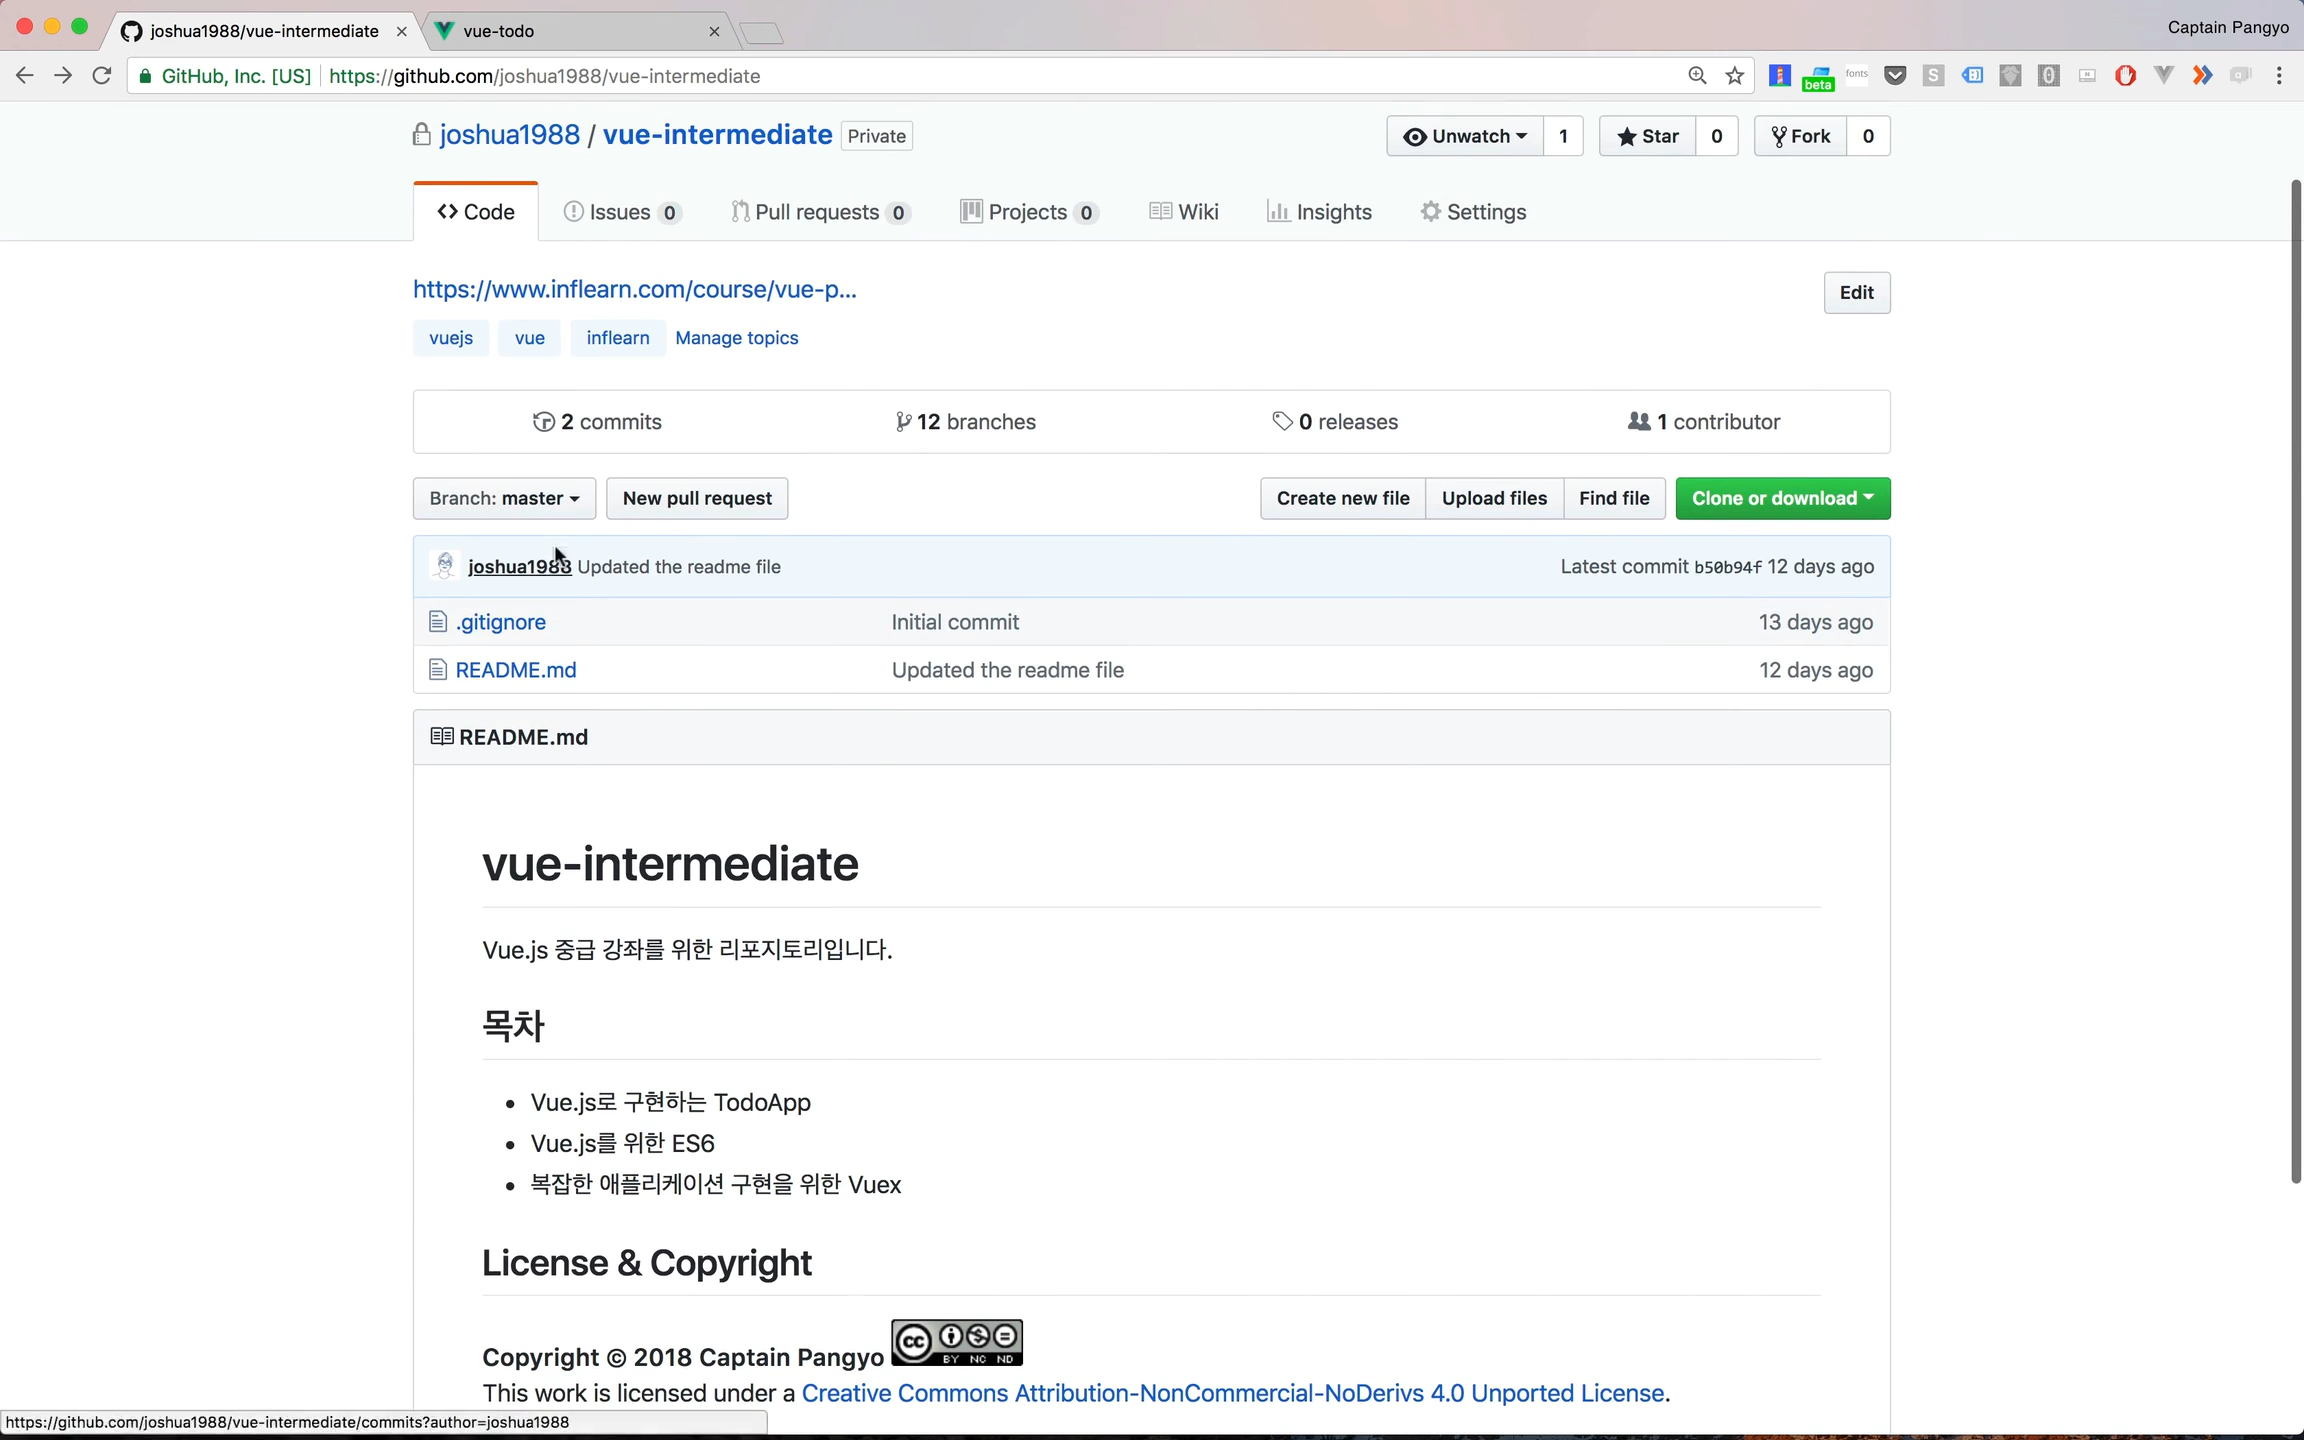 joshua1988/vue-intermediate
vue-todo
Captain Pangyo
GitHub, Inc. [US]
https://github.com/joshua1988/vue-intermediate
beta
fonts
joshua1988 / vue-intermediate Private
Unwatch 1
Star 0
Fork 0
Code
Issues 0
Pull requests 0
Projects 0
Wiki
Insights
Settings
https://www.inflearn.com/course/vue-p...
Edit
vuejs
vue
inflearn
Manage topics
2 commits
12 branches
0 releases
1 contributor
Branch: master
New pull request
Create new file
Upload files
Find file
Clone or download
joshua1988 Updated the readme file
Latest commit b50b94f 12 days ago
.gitignore
Initial commit
13 days ago
README.md
Updated the readme file
12 days ago
README.md
vue-intermediate
Vue.js 중급 강좌를 위한 리포지토리입니다.
목차
Vue.js로 구현하는 TodoApp
Vue.js를 위한 ES6
복잡한 애플리케이션 구현을 위한 Vuex
License & Copyright
Copyright © 2018 Captain Pangyo
cc BY NC ND
This work is licensed under a Creative Commons Attribution-NonCommercial-NoDerivs 4.0 Unported License.
https://github.com/joshua1988/vue-intermediate/commits?author=joshua1988